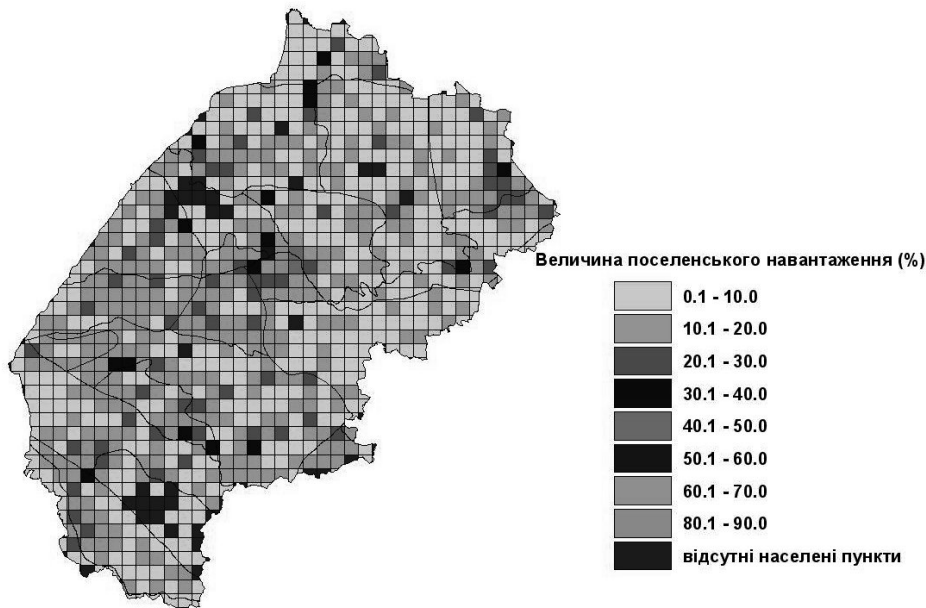 Величина поселенського навантаження (%)
0.1 - 10.0
10.1 - 20.0
20.1 - 30.0
30.1 - 40.0
40.1 - 50.0
50.1 - 60.0
60.1 - 70.0
80.1 - 90.0
відсутні населені пункти